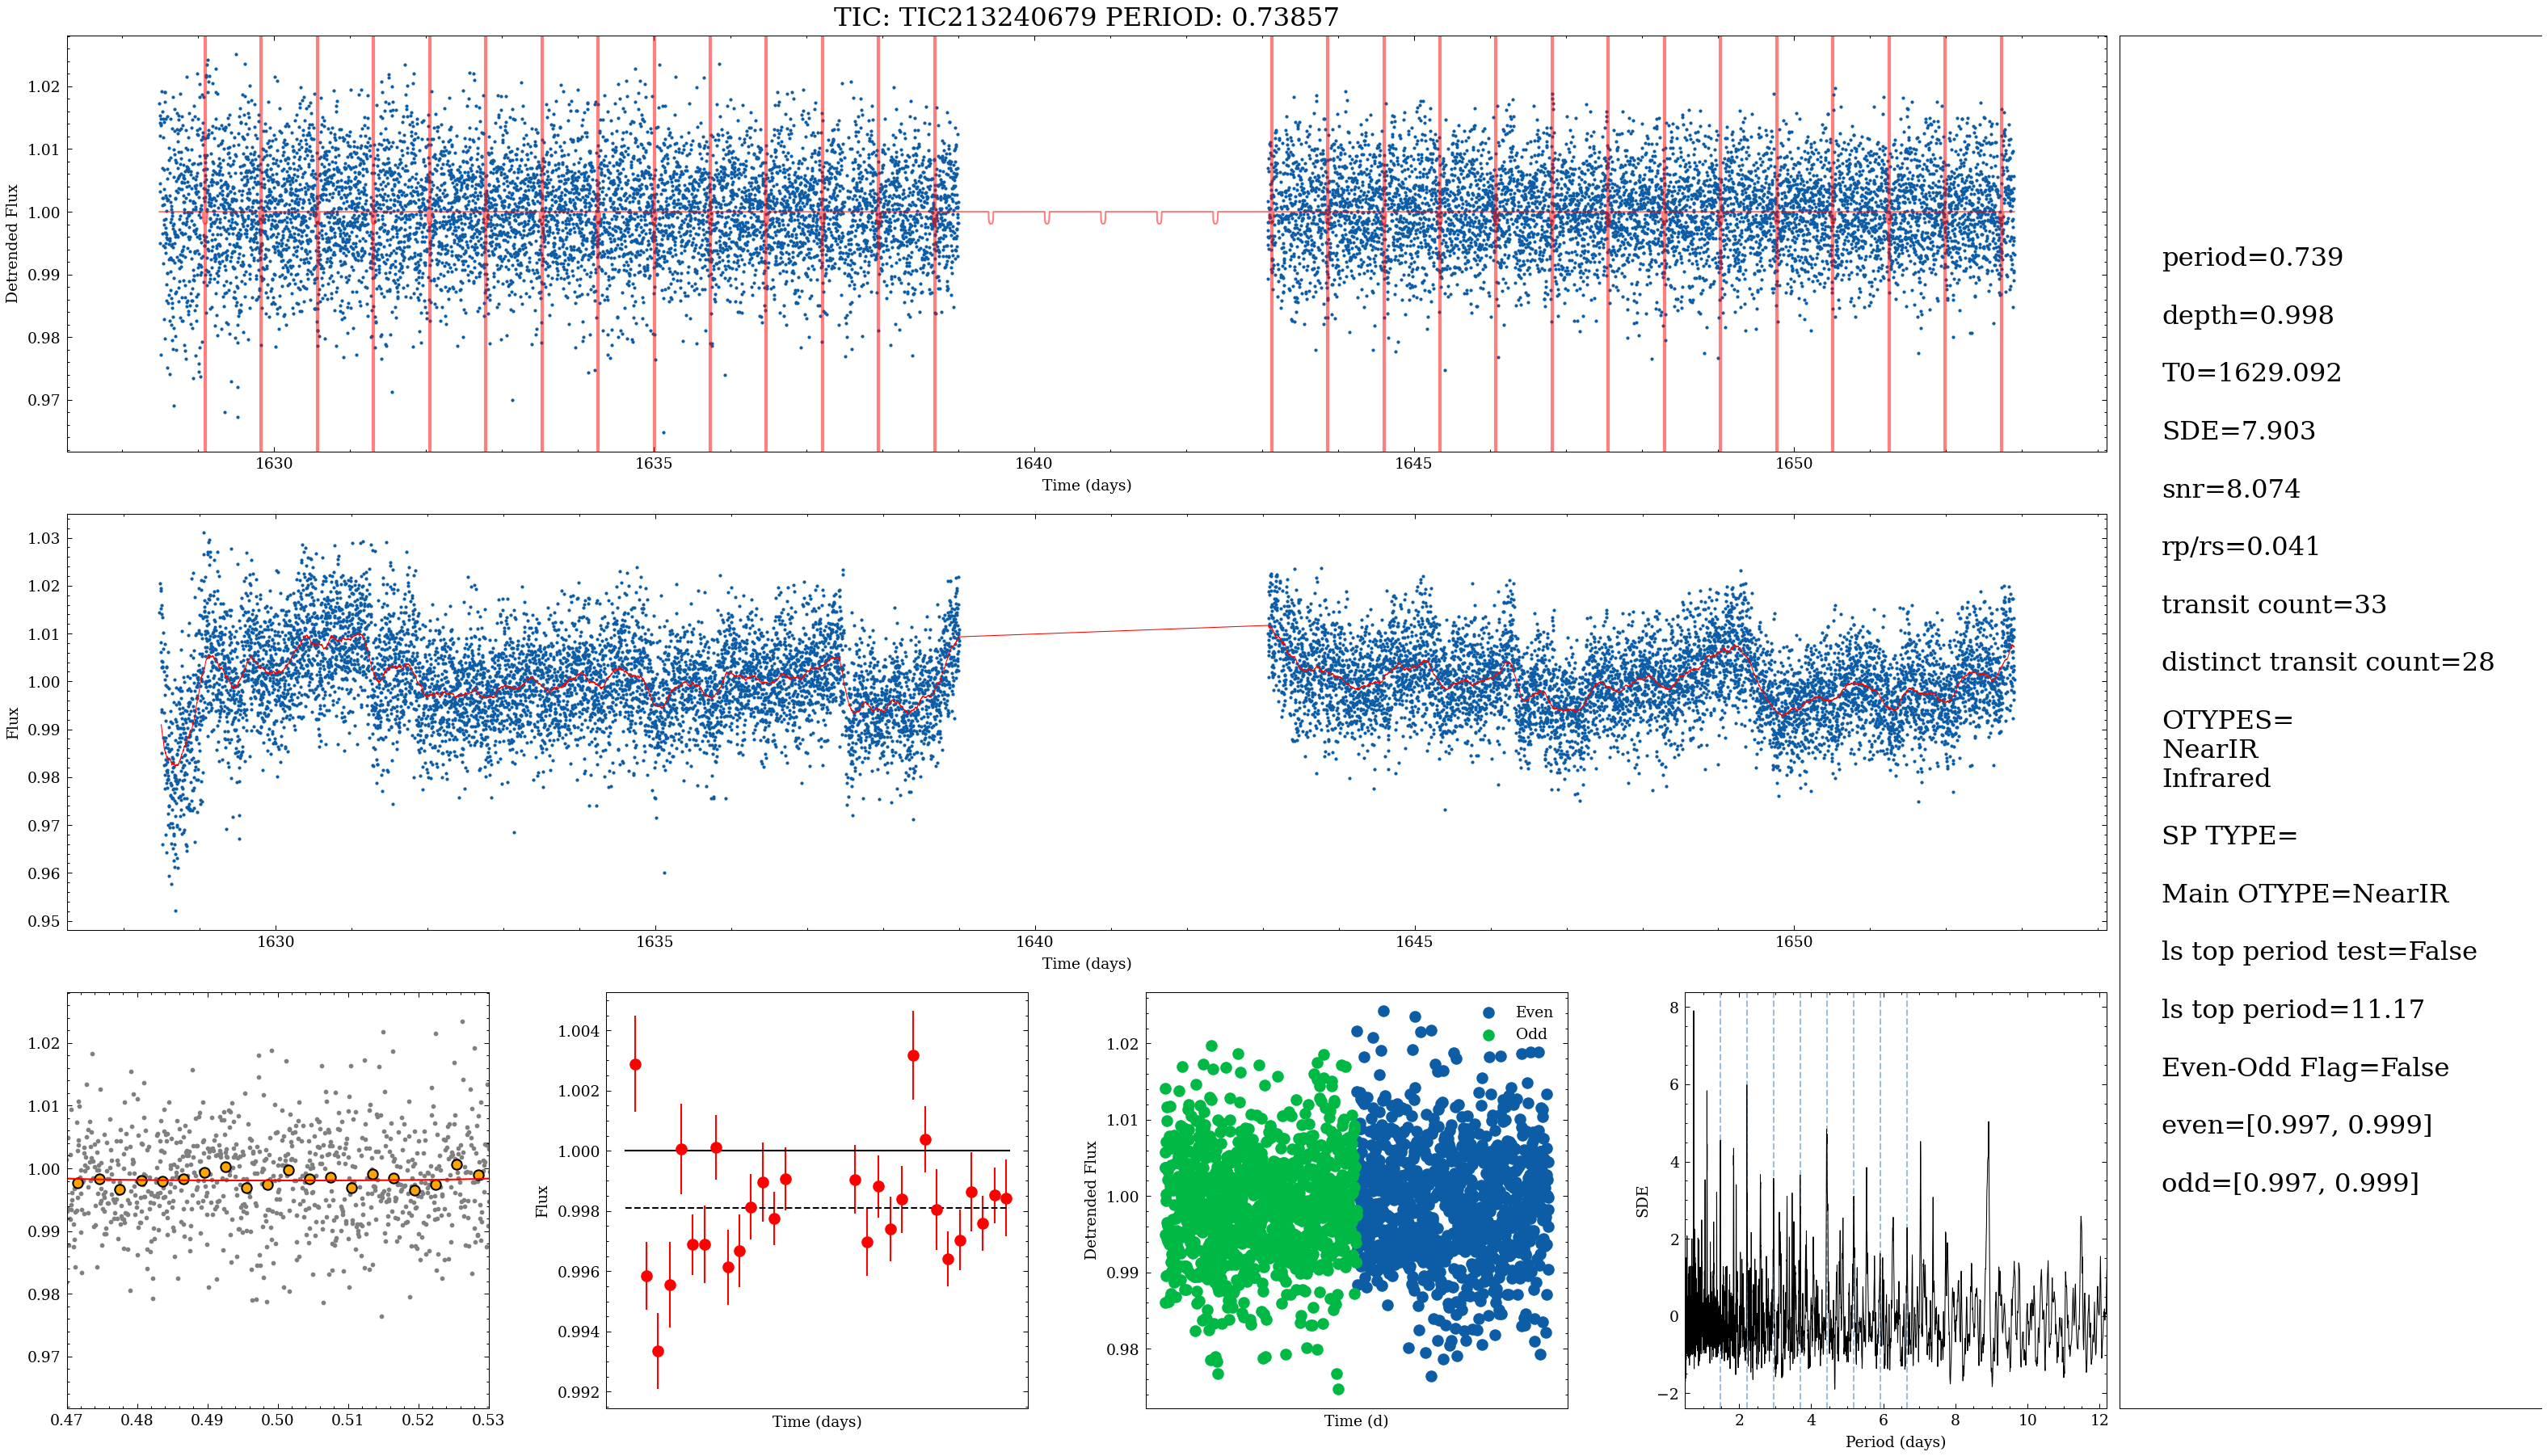 TIC: TIC213240679 PERIOD: 0.73857
Detrended Flux
1.02
1.01
1.00
0.99
0.98
0.97
1630
1635
1640
1645
1650
Time (days)
Flux
1.03
1.02
1.01
1.00
0.99
0.98
0.97
0.96
0.95
1630
1635
1640
1645
1650
Time (days)
1.02
1.01
1.00
0.99
0.98
0.97
0.47
0.48
0.49
0.50
0.51
0.52
0.53
Flux
1.004
1.002
1.000
0.998
0.996
0.994
0.992
Time (days)
Detrended Flux
1.02
1.01
1.00
0.99
0.98
Even
Odd
Time (d)
SDE
8
6
4
2
0
−2
2
4
6
8
10
12
Period (days)
period=0.739
depth=0.998
T0=1629.092
SDE=7.903
snr=8.074
rp/rs=0.041
transit count=33
distinct transit count=28
OTYPES=
NearIR
Infrared
SP TYPE=
Main OTYPE=NearIR
ls top period test=False
ls top period=11.17
Even-Odd Flag=False
even=[0.997, 0.999]
odd=[0.997, 0.999]